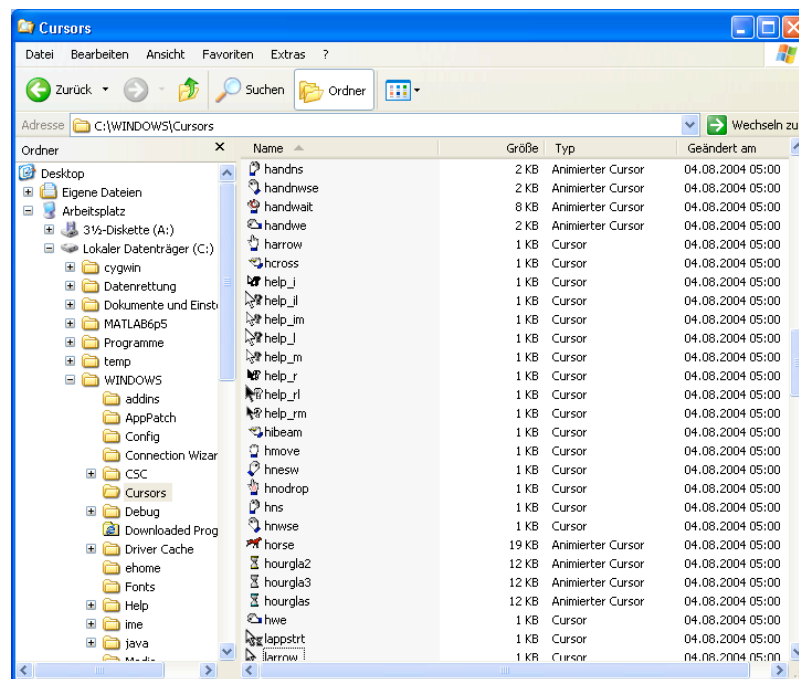 Cursors
Datei Bearbeiten Ansicht Favoriten Extras ?
Zurück Suchen Ordner
Adresse C:\WINDOWS\Cursors Wechseln zu
Ordner
Desktop
Eigene Dateien
Arbeitsplatz
3½-Diskette (A:)
Lokaler Datenträger (C:)
cygwin
Datenrettung
Dokumente und Einst
MATLAB6p5
Programme
temp
WINDOWS
addins
AppPatch
Config
Connection Wizar
CSC
Cursors
Debug
Downloaded Prog
Driver Cache
ehome
Fonts
Help
ime
java
Media
Name Größe Typ Geändert am
handns 2 KB Animierter Cursor 04.08.2004 05:00
handnwse 2 KB Animierter Cursor 04.08.2004 05:00
handwait 8 KB Animierter Cursor 04.08.2004 05:00
handwe 2 KB Animierter Cursor 04.08.2004 05:00
harrow 1 KB Cursor 04.08.2004 05:00
hcross 1 KB Cursor 04.08.2004 05:00
help_i 1 KB Cursor 04.08.2004 05:00
help_il 1 KB Cursor 04.08.2004 05:00
help_im 1 KB Cursor 04.08.2004 05:00
help_l 1 KB Cursor 04.08.2004 05:00
help_m 1 KB Cursor 04.08.2004 05:00
help_r 1 KB Cursor 04.08.2004 05:00
help_rl 1 KB Cursor 04.08.2004 05:00
help_rm 1 KB Cursor 04.08.2004 05:00
hibeam 1 KB Cursor 04.08.2004 05:00
hmove 1 KB Cursor 04.08.2004 05:00
hnesw 1 KB Cursor 04.08.2004 05:00
hnodrop 1 KB Cursor 04.08.2004 05:00
hns 1 KB Cursor 04.08.2004 05:00
hnwse 1 KB Cursor 04.08.2004 05:00
horse 19 KB Animierter Cursor 04.08.2004 05:00
hourgla2 12 KB Animierter Cursor 04.08.2004 05:00
hourgla3 12 KB Animierter Cursor 04.08.2004 05:00
hourglas 12 KB Animierter Cursor 04.08.2004 05:00
hwe 1 KB Cursor 04.08.2004 05:00
lappstrt 1 KB Cursor 04.08.2004 05:00
larrow 1 KB Cursor 04.08.2004 05:00